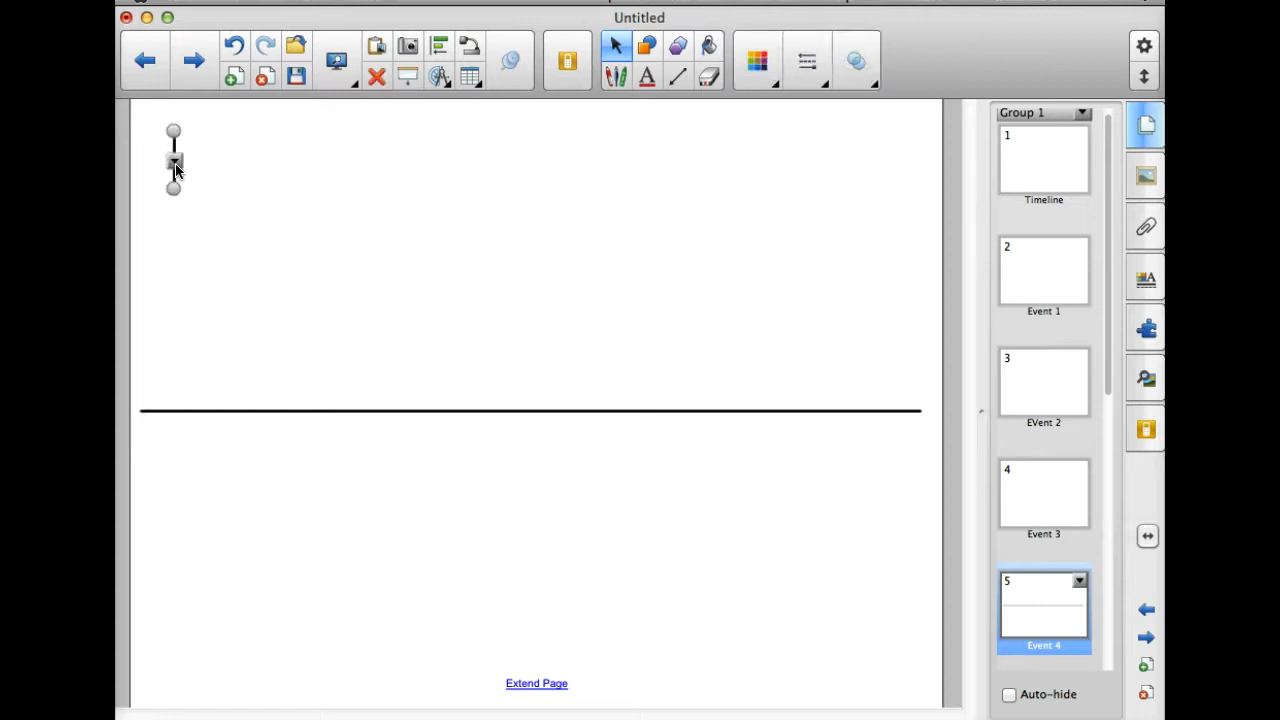 Untitled
Group 1
1
Timeline
2
Event 1
3
EVent 2
4
Event 3
5
Event 4
Extend Page
Auto-hide